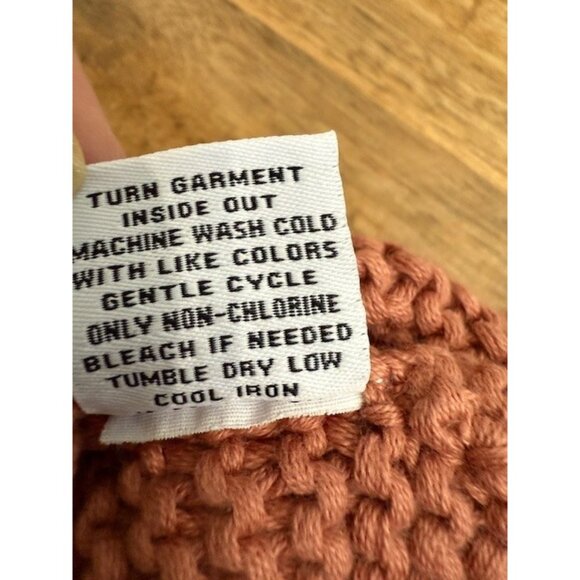 TURN GARMENT
INSIDE OUT
MACHINE WASH COLD
WITH LIKE COLORS
GENTLE CYCLE
ONLY NON-CHLORINE
BLEACH IF NEEDED
TUMBLE DRY LOW
COOL IRON